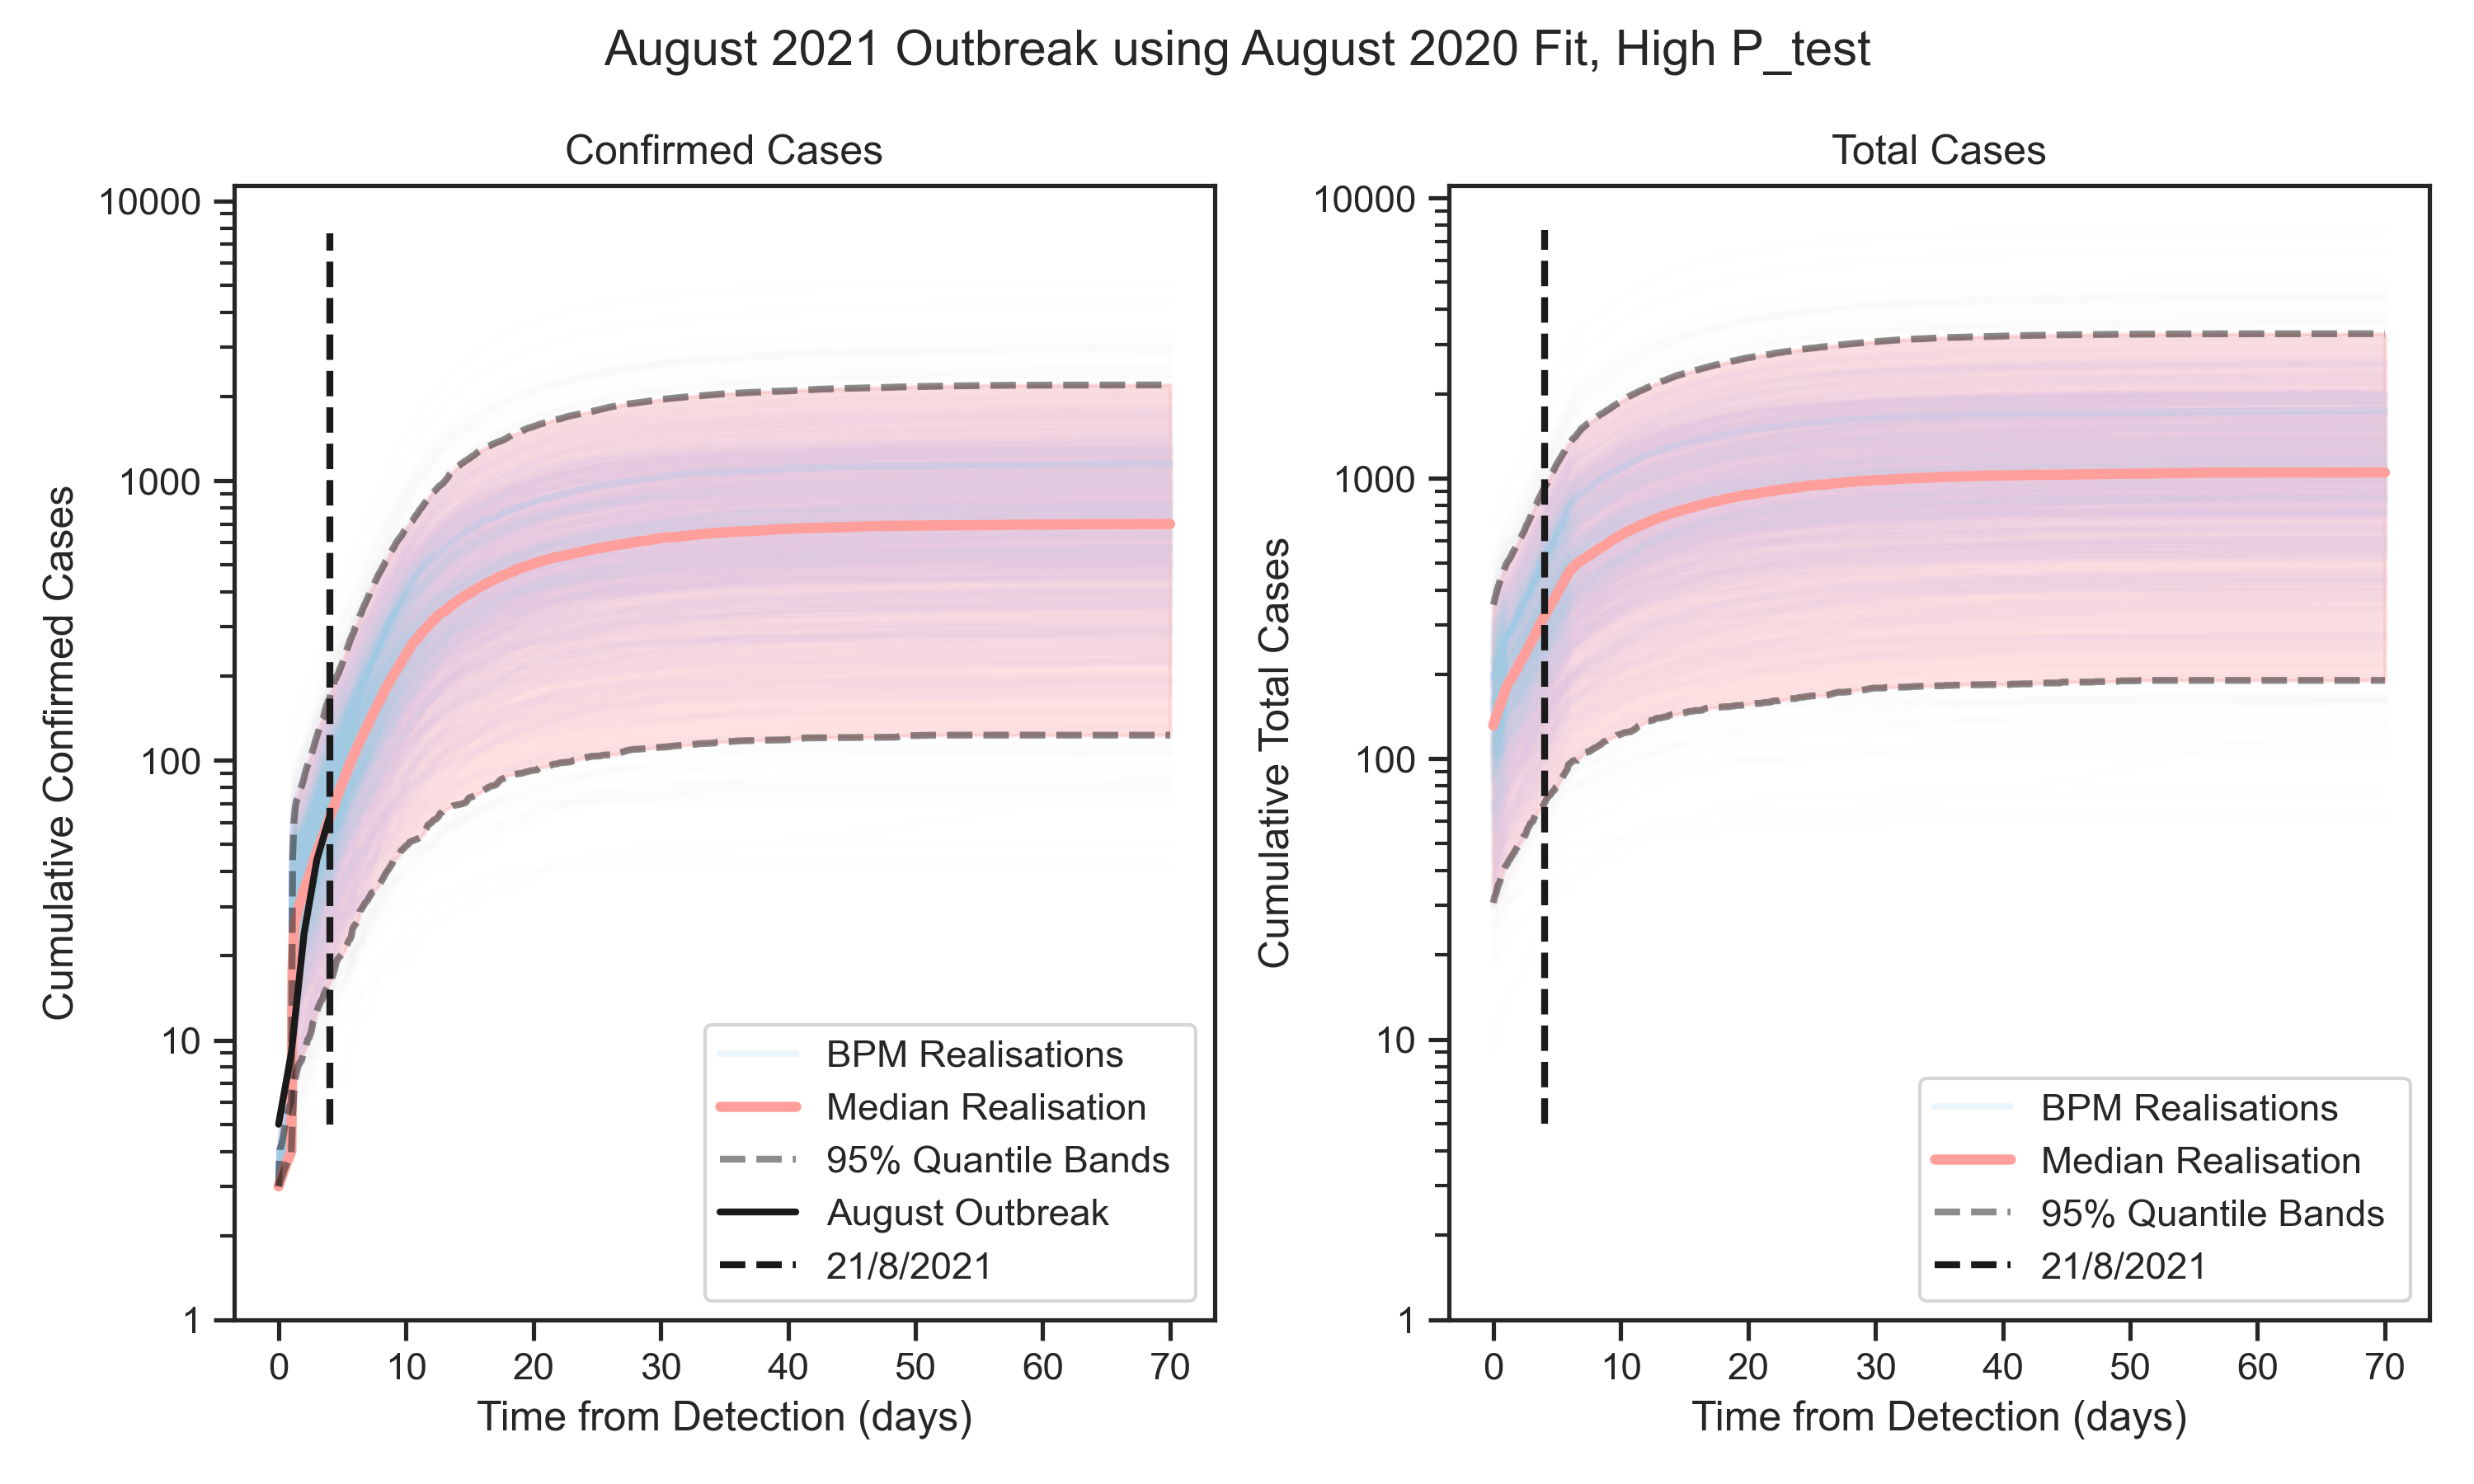 August 2021 Outbreak using August 2020 Fit, High P_test
Confirmed Cases
Cumulative Confirmed Cases
10000
1000
100
10
1
0 10 20 30 40 50 60 70
Time from Detection (days)
BPM Realisations
Median Realisation
95% Quantile Bands
August Outbreak
21/8/2021
Total Cases
Cumulative Total Cases
10000
1000
100
10
1
0 10 20 30 40 50 60 70
Time from Detection (days)
BPM Realisations
Median Realisation
95% Quantile Bands
21/8/2021